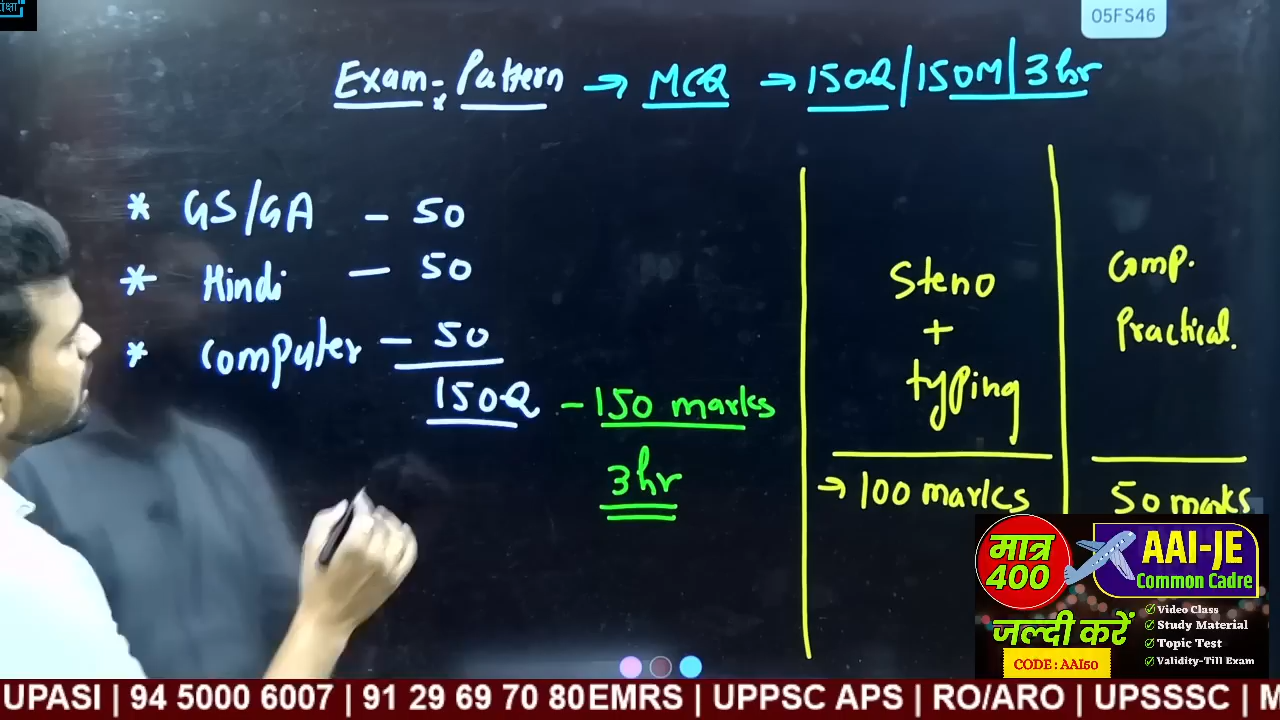 05FS46
Exam-Pattern → MCQ → 150Q/150M/3hr
* GS/GA - 50
* Hindi - 50
* Computer - 50
150Q - 150 marks
3hr
Steno
+
typing
→ 100 marks
Comp.
Practical.
50 marks
मात्र
400
AAI-JE
Common Cadre
जल्दी करें
CODE : AAI50
Video Class
Study Material
Topic Test
Validity-Till Exam
UPASI | 94 5000 6007 | 91 29 69 70 80EMRS | UPPSC APS | RO/ARO | UPSSSC | M